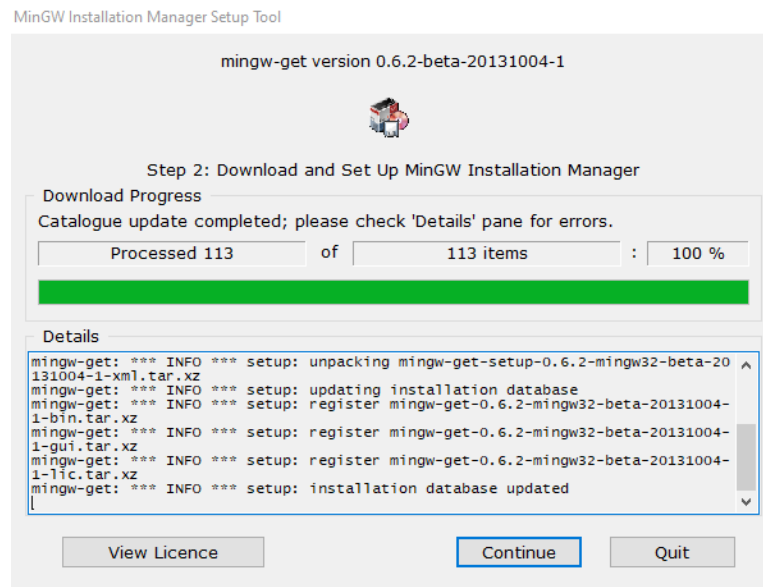 MinGW Installation Manager Setup Tool
mingw-get version 0.6.2-beta-20131004-1
Step 2: Download and Set Up MinGW Installation Manager
Download Progress
Catalogue update completed; please check 'Details' pane for errors.
Processed 113 of 113 items : 100 %
Details
mingw-get: *** INFO *** setup: unpacking mingw-get-setup-0.6.2-mingw32-beta-20
131004-1-xml.tar.xz
mingw-get: *** INFO *** setup: updating installation database
mingw-get: *** INFO *** setup: register mingw-get-0.6.2-mingw32-beta-20131004-
1-bin.tar.xz
mingw-get: *** INFO *** setup: register mingw-get-0.6.2-mingw32-beta-20131004-
1-gui.tar.xz
mingw-get: *** INFO *** setup: register mingw-get-0.6.2-mingw32-beta-20131004-
1-lic.tar.xz
mingw-get: *** INFO *** setup: installation database updated
View Licence Continue Quit